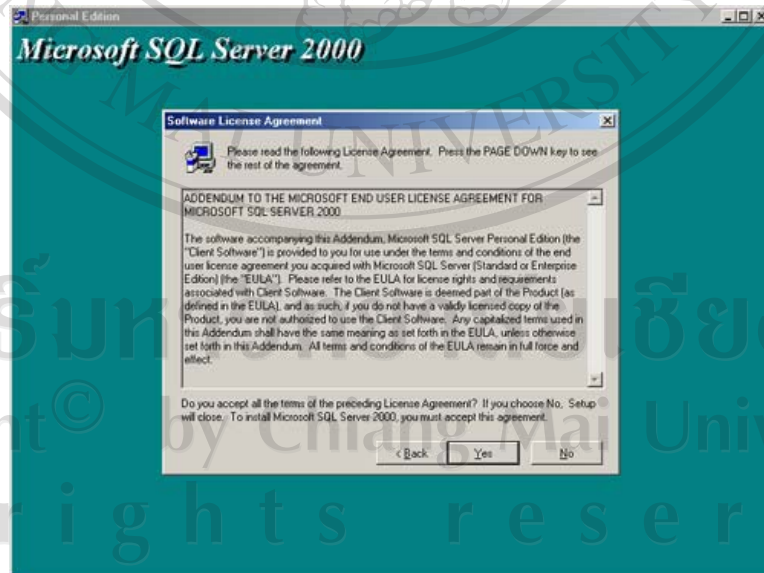 Personal Edition
Microsoft SQL Server 2000
MAI UNIVERSITY
Software License Agreement
Please read the following License Agreement. Press the PAGE DOWN key to see
the rest of the agreement.
ADDENDUM TO THE MICROSOFT END USER LICENSE AGREEMENT FOR
MICROSOFT SQL SERVER 2000
The software accompanying this Addendum, Microsoft SQL Server Personal Edition (the
"Client Software") is provided to you for use under the terms and conditions of the end
user license agreement you acquired with Microsoft SQL Server (Standard or Enterprise
Edition) (the "EULA"). Please refer to the EULA for license rights and requirements
associated with Client Software. The Client Software is deemed part of the Product (as
defined in the EULA), and as such, if you do not have a validly licensed copy of the
Product, you are not authorized to use the Client Software. Any capitalized terms used in
this Addendum shall have the same meaning as set forth in the EULA, unless otherwise
set forth in this Addendum. All terms and conditions of the EULA remain in full force and
effect.
Do you accept all the terms of the preceding License Agreement? If you choose No, Setup
will close. To install Microsoft SQL Server 2000, you must accept this agreement.
< Back
Yes
No
© by Chiang Mai
rights reser